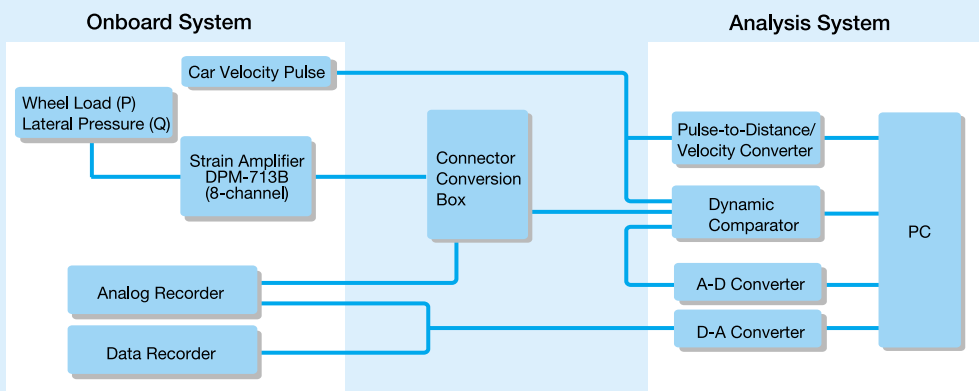 Onboard System
Analysis System
Car Velocity Pulse
Wheel Load (P)
Lateral Pressure (Q)
Strain Amplifier
DPM-713B
(8-channel)
Connector
Conversion
Box
Pulse-to-Distance/
Velocity Converter
Dynamic
Comparator
PC
Analog Recorder
A-D Converter
Data Recorder
D-A Converter